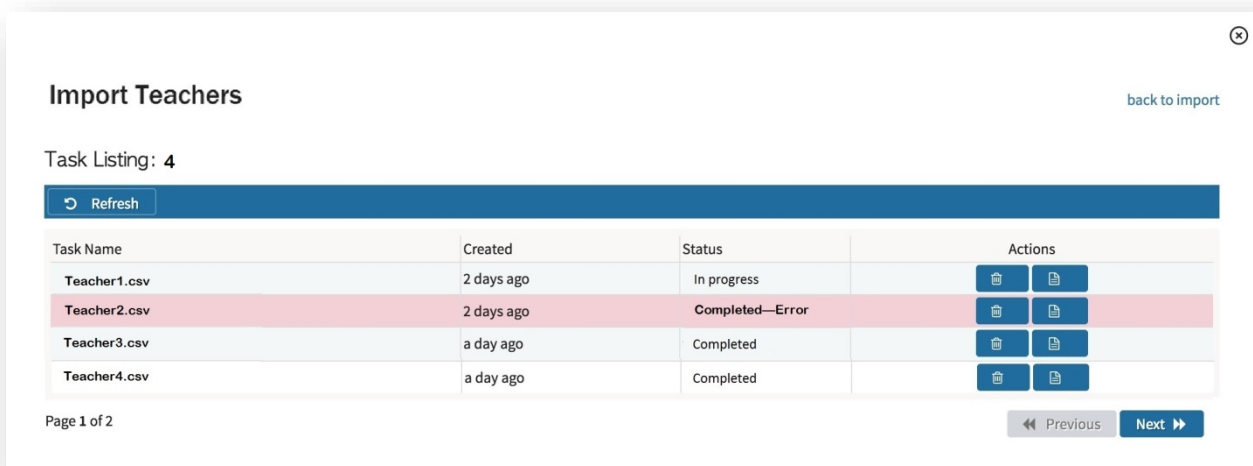 Import Teachers
back to import
Task Listing: 4
Refresh
Task Name Created Status Actions
Teacher1.csv 2 days ago In progress
Teacher2.csv 2 days ago Completed—Error
Teacher3.csv a day ago Completed
Teacher4.csv a day ago Completed
Page 1 of 2 Previous Next